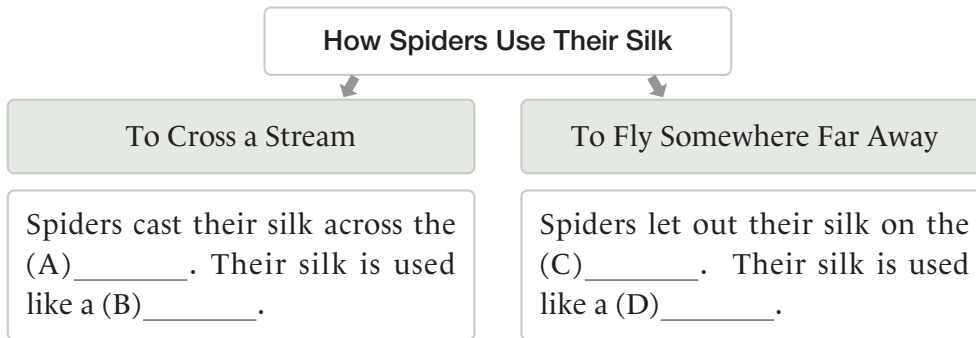 How Spiders Use Their Silk
To Cross a Stream
Spiders cast their silk across the
(A)________. Their silk is used
like a (B)________.
To Fly Somewhere Far Away
Spiders let out their silk on the
(C)________. Their silk is used
like a (D)________.